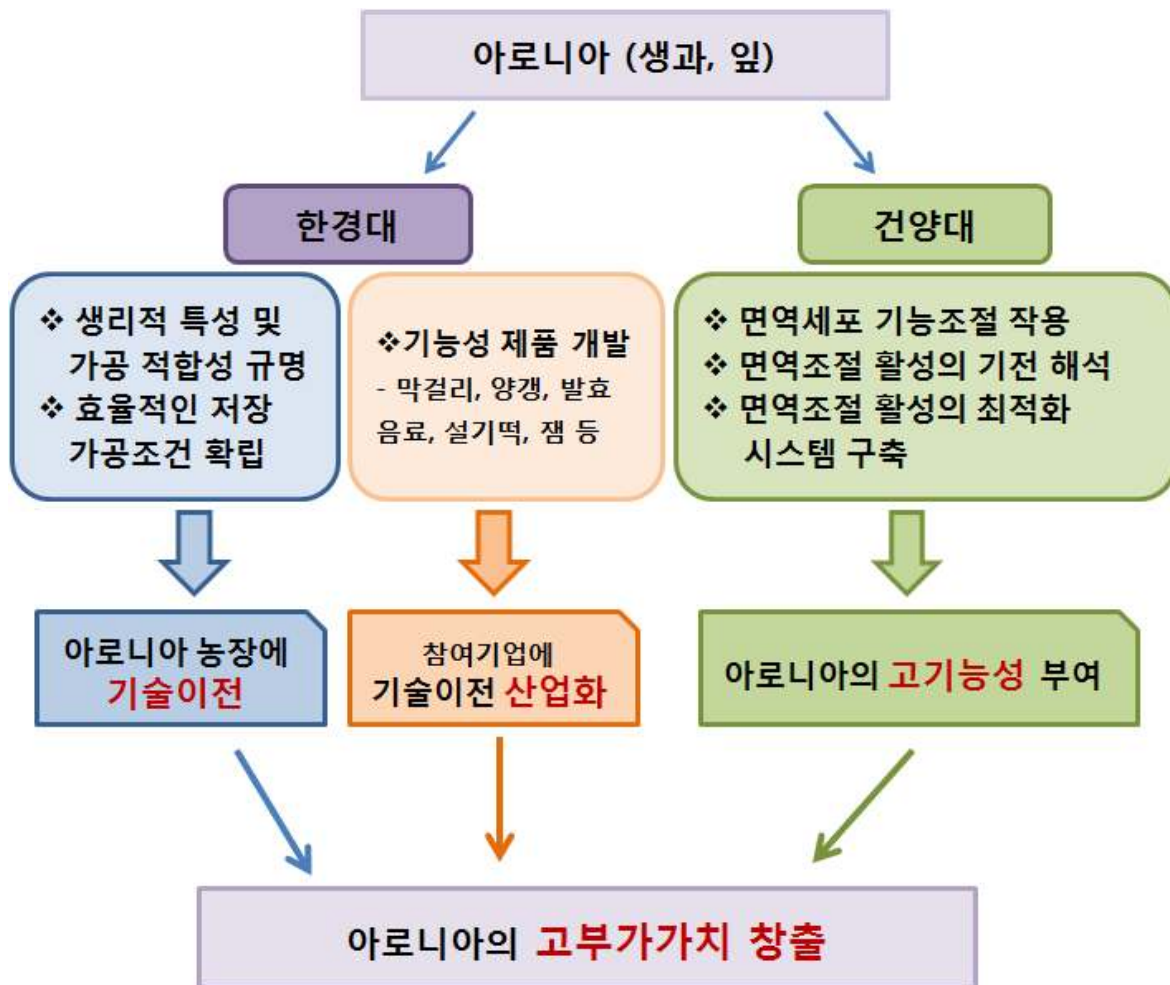 아로니아 (생과, 잎)
한경대
건양대
❖ 생리적 특성 및
가공 적합성 규명
❖ 효율적인 저장
가공조건 확립
❖기능성 제품 개발
- 막걸리, 양갱, 발효
음료, 설기떡, 잼 등
❖ 면역세포 기능조절 작용
❖ 면역조절 활성의 기전 해석
❖ 면역조절 활성의 최적화
시스템 구축
아로니아 농장에
기술이전
참여기업에
기술이전 산업화
아로니아의 고기능성 부여
아로니아의 고부가가치 창출